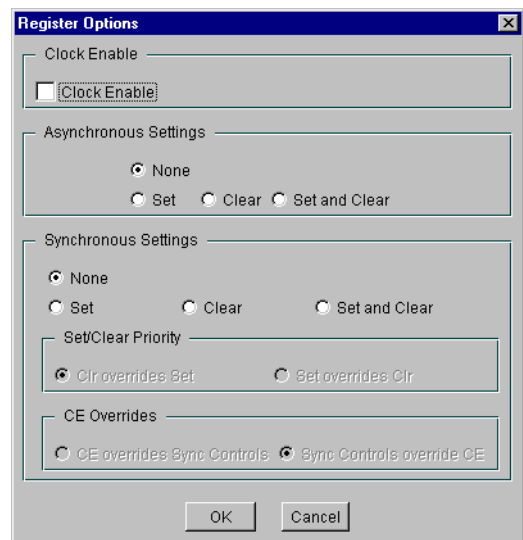 Register Options
Clock Enable
Clock Enable
Asynchronous Settings
None
Set Clear Set and Clear
Synchronous Settings
None
Set Clear Set and Clear
Set/Clear Priority
Clr overrides Set Set overrides Clr
CE Overrides
CE overrides Sync Controls Sync Controls override CE
OK Cancel